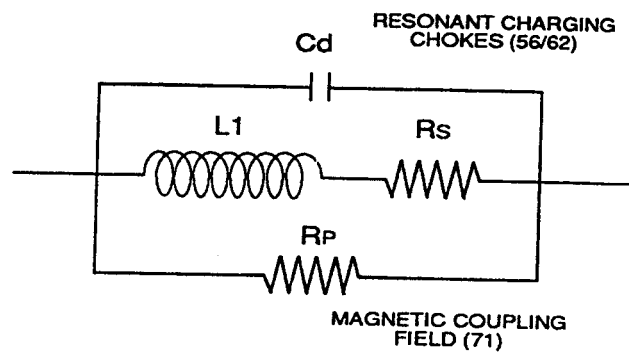 RESONANT CHARGING
CHOKES (56/62)
Cd
L1
Rs
RP
MAGNETIC COUPLING
FIELD (71)